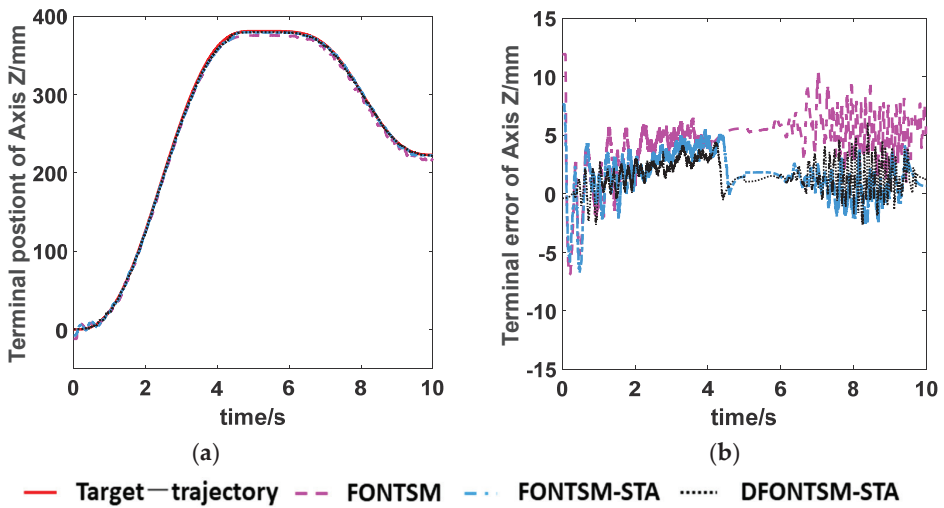 400
300
200
100
0
Terminal postiont of Axis Z/mm
0 2 4 6 8 10
time/s
(a)
15
10
5
0
-5
-10
-15
Terminal error of Axis Z/mm
0 2 4 6 8 10
time/s
(b)
Target—trajectory FONTSM FONTSM-STA DFONTSM-STA